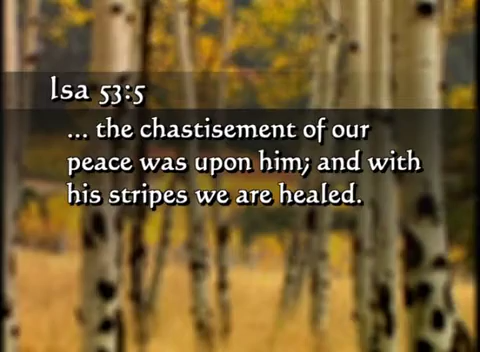 Isa 53:5
... the chastisement of our
peace was upon him; and with
his stripes we are healed.